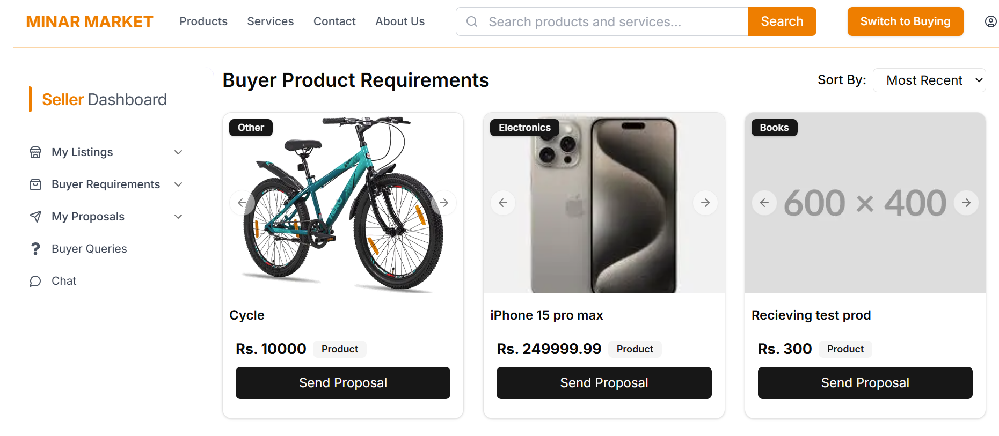 MINAR MARKET
Products
Services
Contact
About Us
Search products and services...
Search
Switch to Buying
Seller Dashboard
My Listings
Buyer Requirements
My Proposals
Buyer Queries
Chat
Buyer Product Requirements
Sort By:
Most Recent
Other
HERO
Cycle
Rs. 10000
Product
Send Proposal
Electronics
iPhone 15 pro max
Rs. 249999.99
Product
Send Proposal
Books
600 × 400
Recieving test prod
Rs. 300
Product
Send Proposal